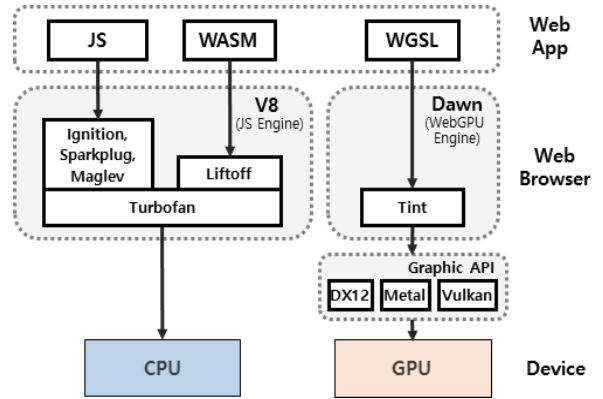 JS
WASM
WGSL
Web
App
V8
(JS Engine)
Ignition,
Sparkplug,
Maglev
Liftoff
Turbofan
Dawn
(WebGPU
Engine)
Tint
Web
Browser
Graphic API
DX12
Metal
Vulkan
CPU
GPU
Device